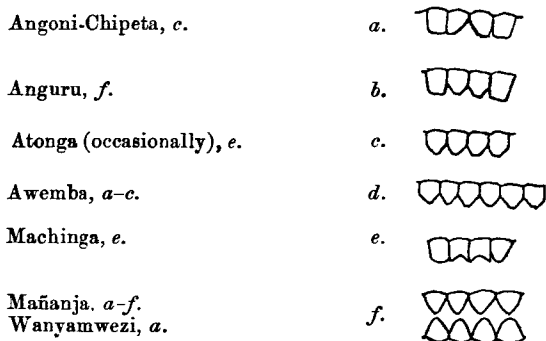 Angoni-Chipeta, c. a.
Anguru, f. b.
Atonga (occasionally), e. c.
Awemba, a–c. d.
Machinga, e. e.
Mañanja. a–f.
Wanyamwezi, a. f.